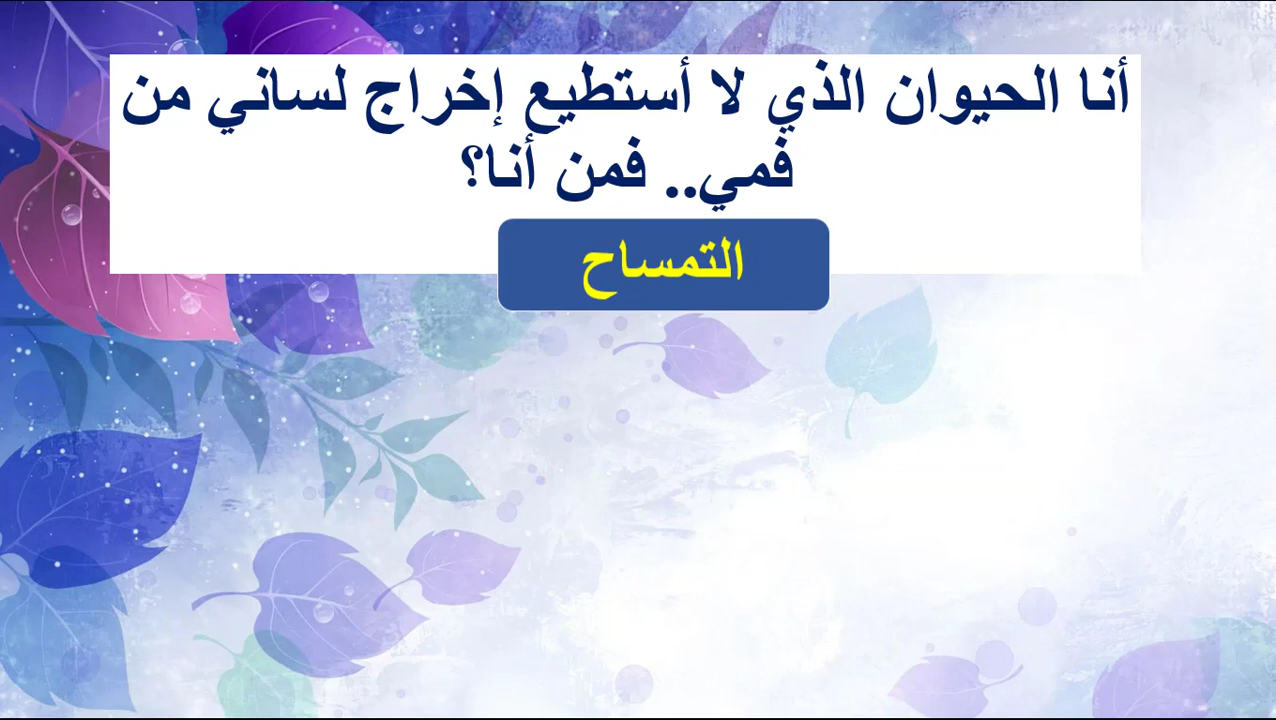 أنا الحيوان الذي لا أستطيع إخراج لساني من
فمي.. فمن أنا؟
التمساح